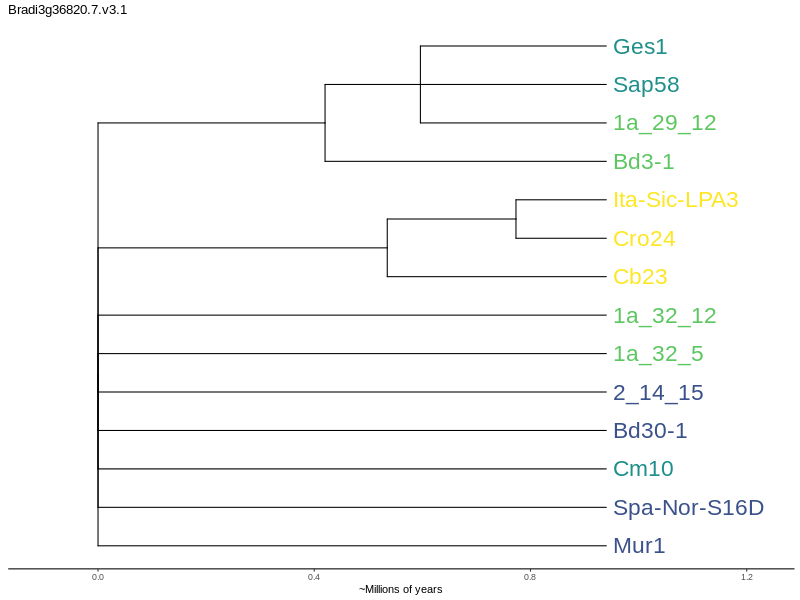 Bradi3g36820.7.v3.1
Ges1
Sap58
1a_29_12
Bd3-1
Ita-Sic-LPA3
Cro24
Cb23
1a_32_12
1a_32_5
2_14_15
Bd30-1
Cm10
Spa-Nor-S16D
Mur1
0.0 0.4 0.8 1.2
~Millions of years